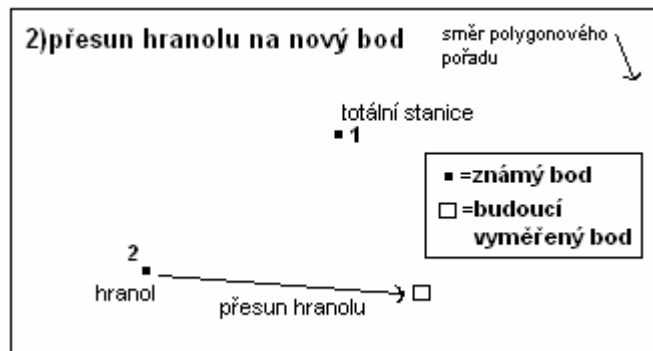 2)přesun hranolu na nový bod
směr polygonového
pořadu
totální stanice
1
=známý bod
=budoucí
vyměřený bod
2
hranol
přesun hranolu